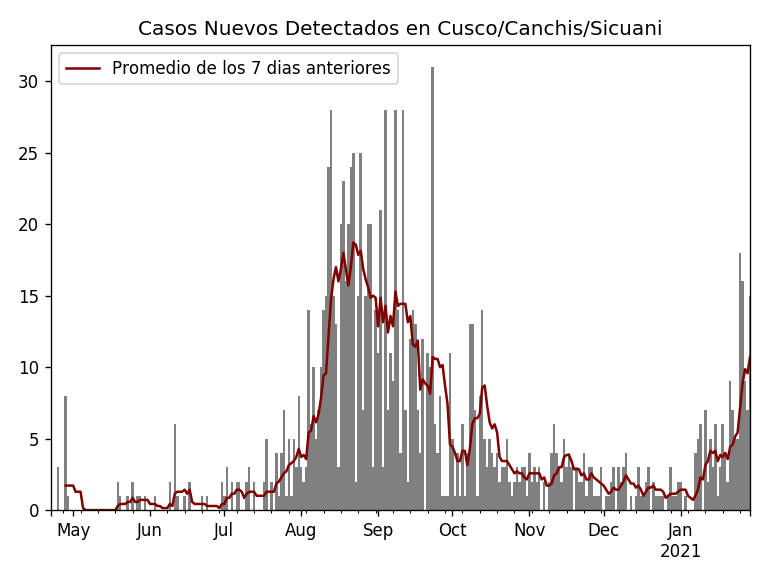 Casos Nuevos Detectados en Cusco/Canchis/Sicuani
Promedio de los 7 dias anteriores
30
25
20
15
10
5
0
May Jun Jul Aug Sep Oct Nov Dec Jan
2021